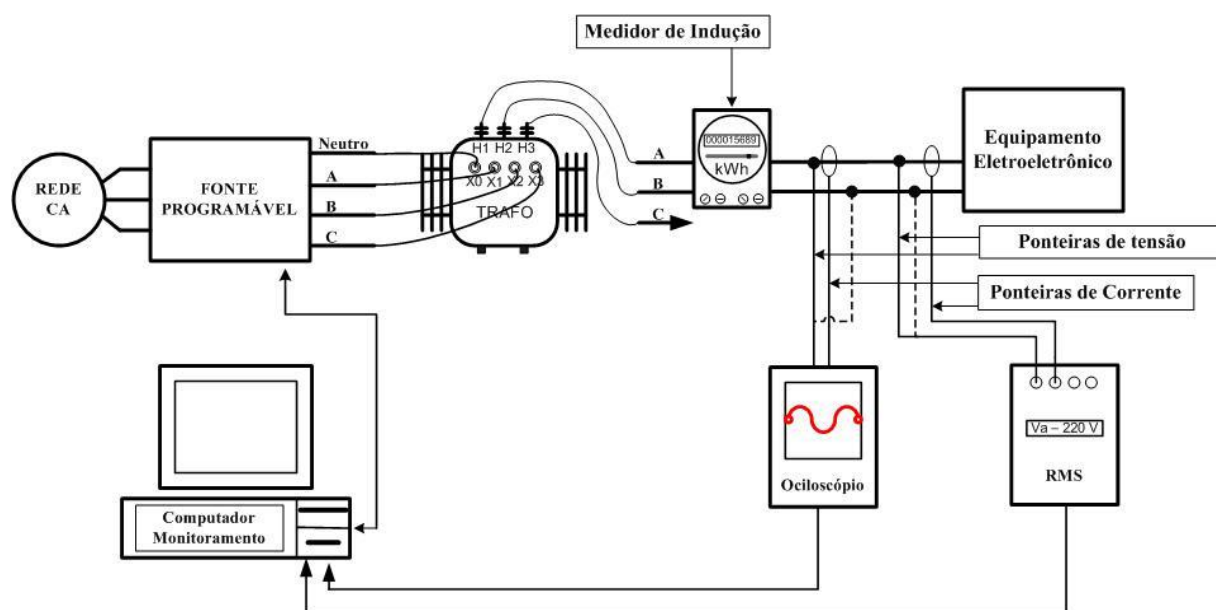 Medidor de Indução
REDE
CA
FONTE
PROGRAMÁVEL
Neutro
A
B
C
H1 H2 H3
X0 X1 X2 X3
TRAFO
A
B
C
000015689
kWh
Equipamento
Eletroeletrônico
Ponteiras de tensão
Ponteiras de Corrente
Ociloscópio
Va – 220 V
RMS
Computador
Monitoramento